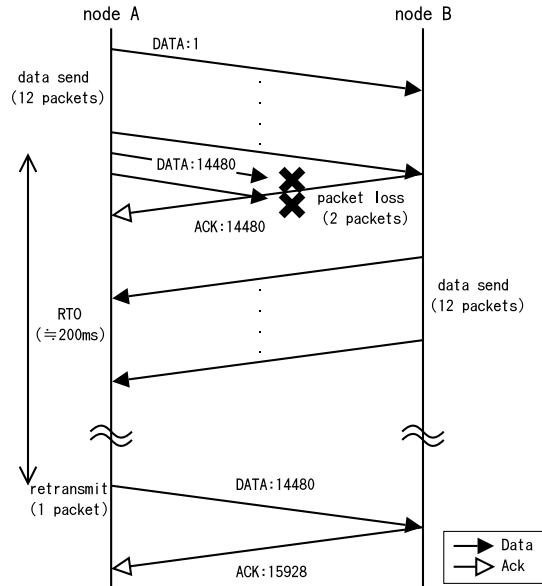 node A
node B
DATA:1
data send
(12 packets)
DATA:14480
packet loss
(2 packets)
ACK:14480
data send
(12 packets)
RTO
(≒200ms)
retransmit
(1 packet)
DATA:14480
ACK:15928
Data
Ack